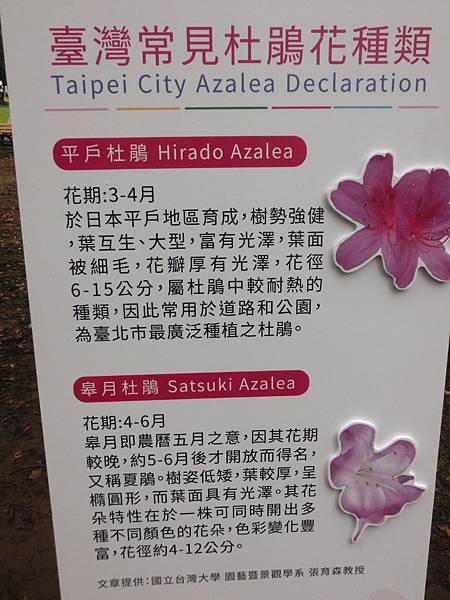 臺灣常見杜鵑花種類
Taipei City Azalea Declaration
平戶杜鵑 Hirado Azalea
花期:3-4月
於日本平戶地區育成,樹勢強健
,葉互生、大型,富有光澤,葉面
被細毛,花瓣厚有光澤,花徑
6-15公分,屬杜鵑中較耐熱的
種類,因此常用於道路和公園,
為臺北市最廣泛種植之杜鵑。
皋月杜鵑 Satsuki Azalea
花期:4-6月
皋月即農曆五月之意,因其花期
較晚,約5-6月後才開放而得名,
又稱夏鵑。樹姿低矮,葉較厚,呈
橢圓形,而葉面具有光澤。其花
朵特性在於一株可同時開出多
種不同顏色的花朵,色彩變化豐
富,花徑約4-12公分。
文章提供:國立台灣大學 園藝暨景觀學系 張育森教授